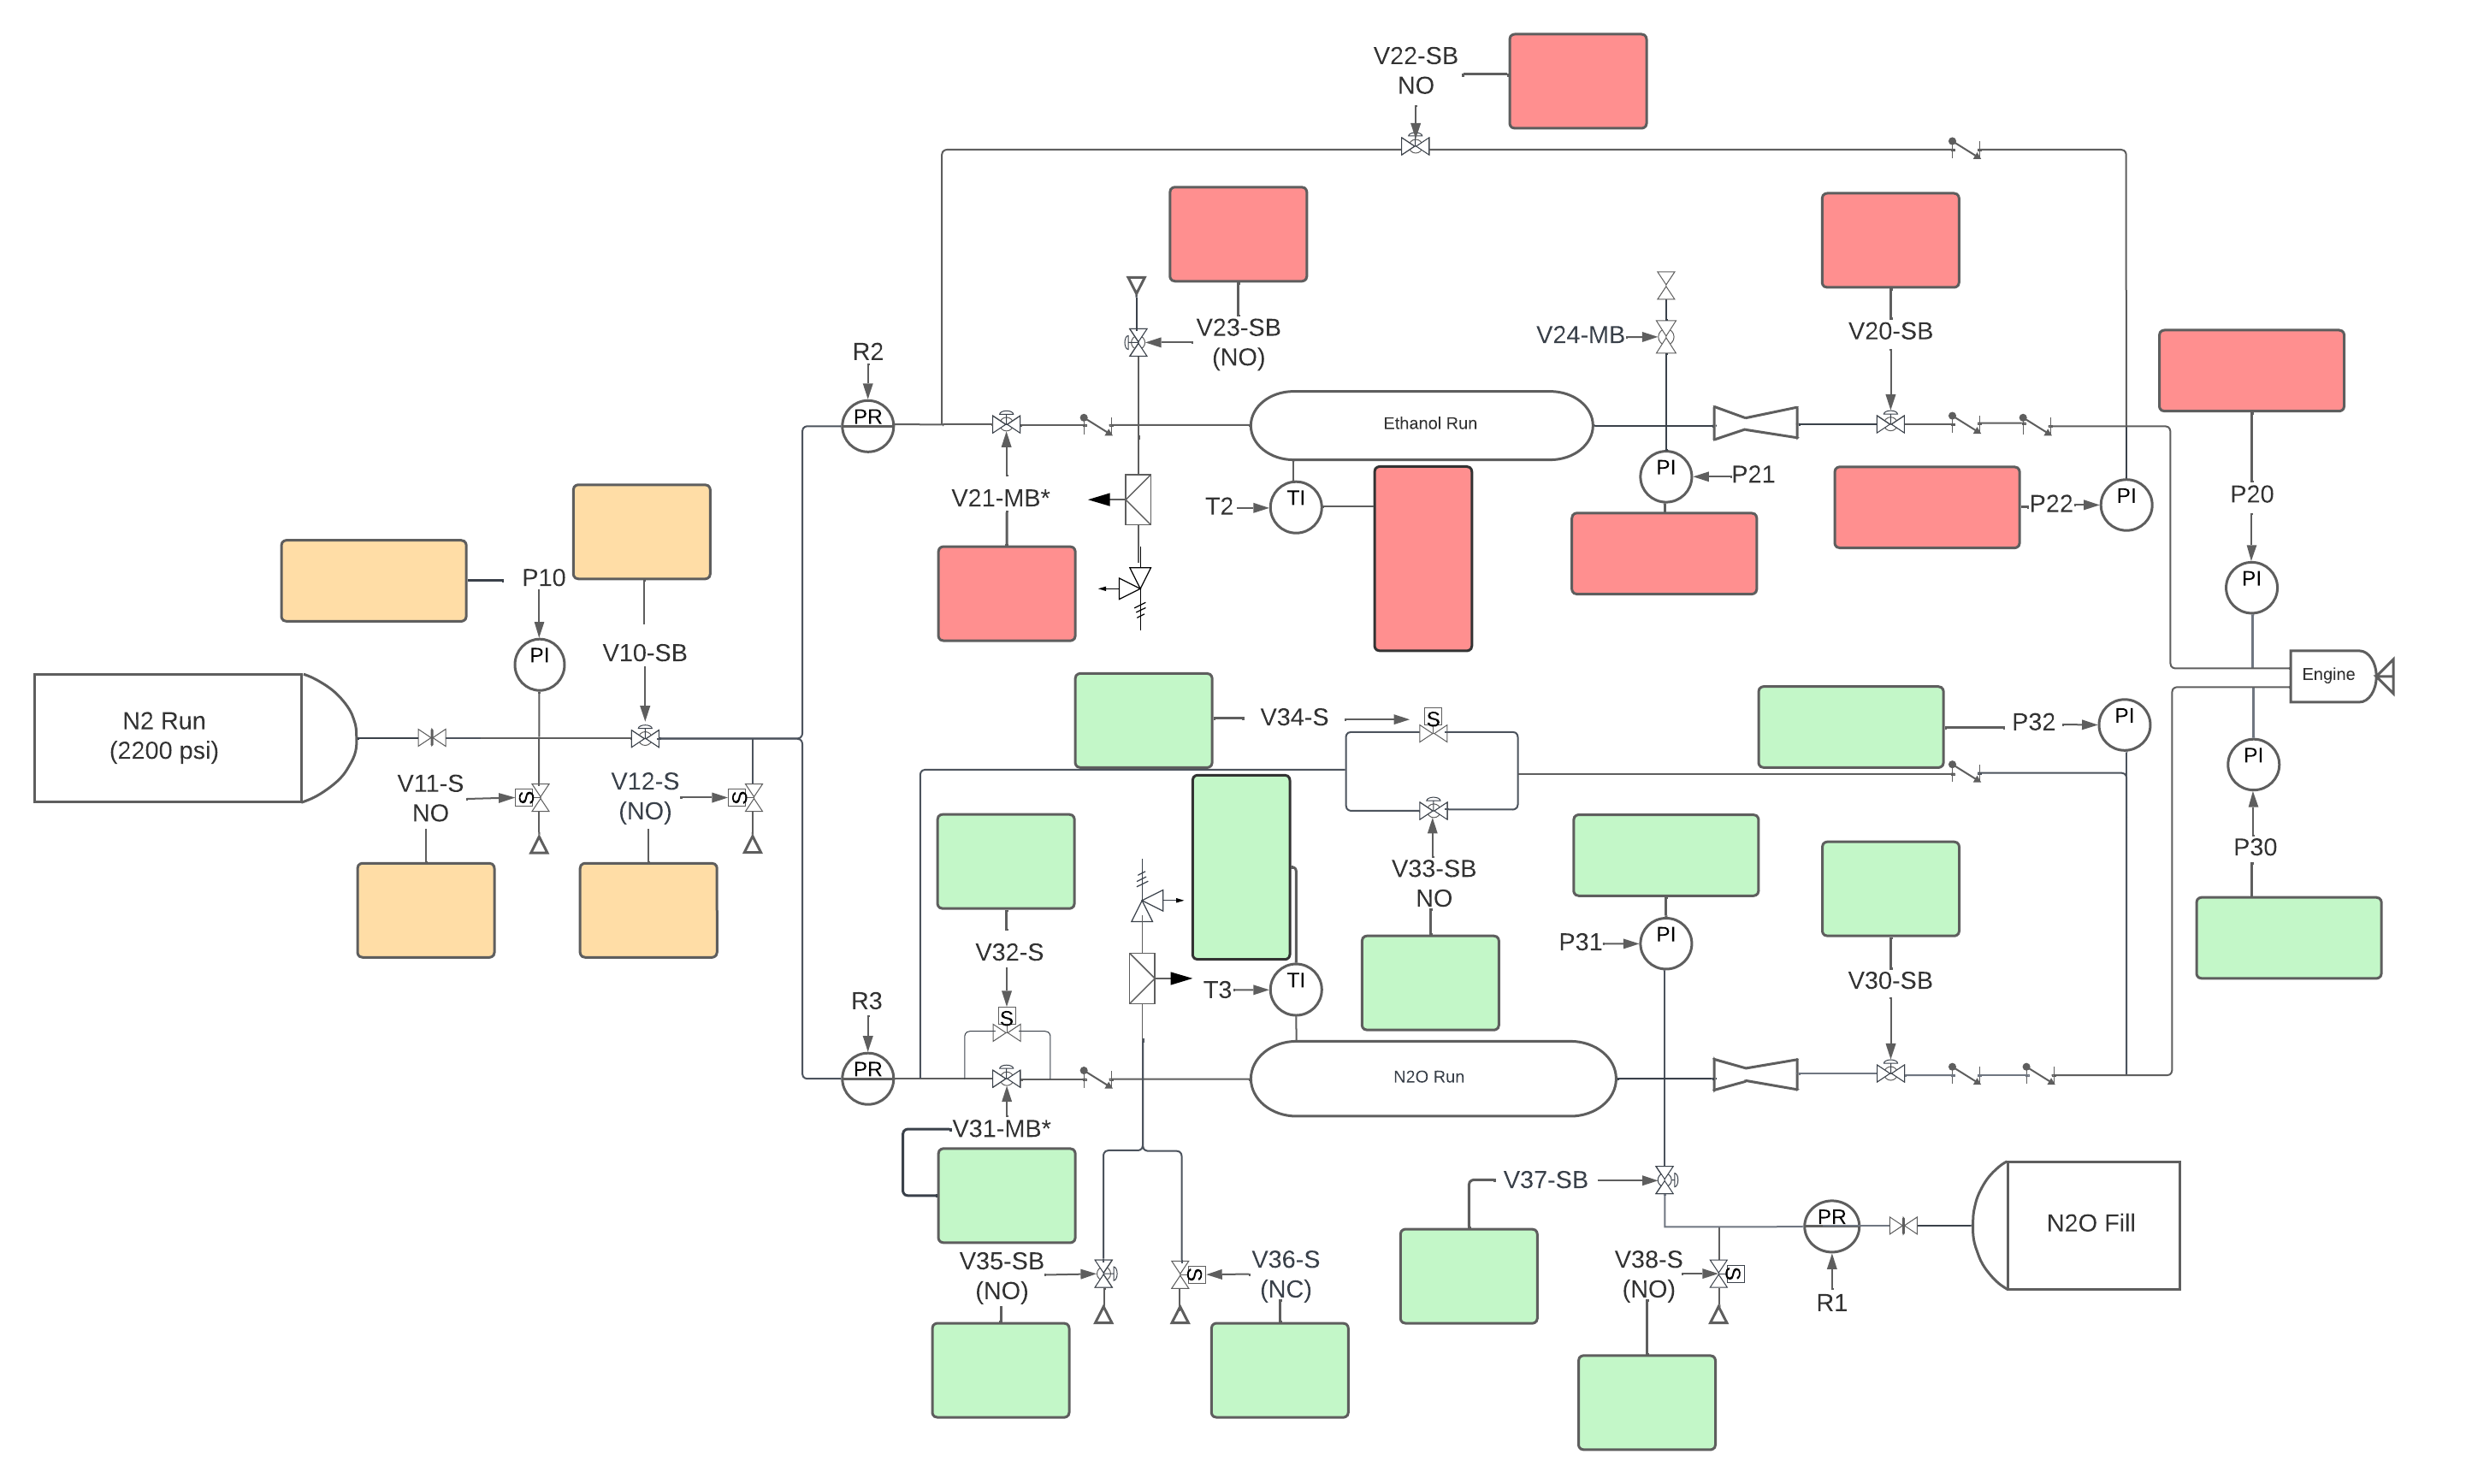 V22-SB
NO
V23-SB
(NO)
V24-MB
V20-SB
R2
PR
Ethanol Run
V21-MB*
T2
TI
PI
P21
P22
PI
P20
PI
P10
PI
V10-SB
N2 Run
(2200 psi)
V11-S
NO
S
V12-S
(NO)
S
V34-S
S
P32
PI
Engine
PI
P30
V33-SB
NO
V32-S
S
P31
PI
V30-SB
T3
TI
R3
PR
N2O Run
V31-MB*
V37-SB
V35-SB
(NO)
S
V36-S
(NC)
V38-S
(NO)
S
PR
R1
N2O Fill